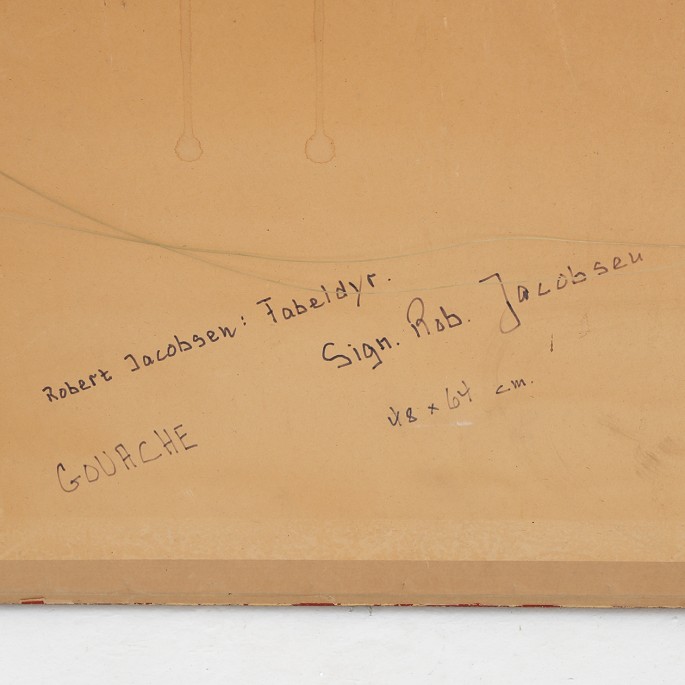 Robert Jacobsen: Fabeldyr.
Sign. Rob. Jacobsen
48 × 64 cm.
GOUACHE